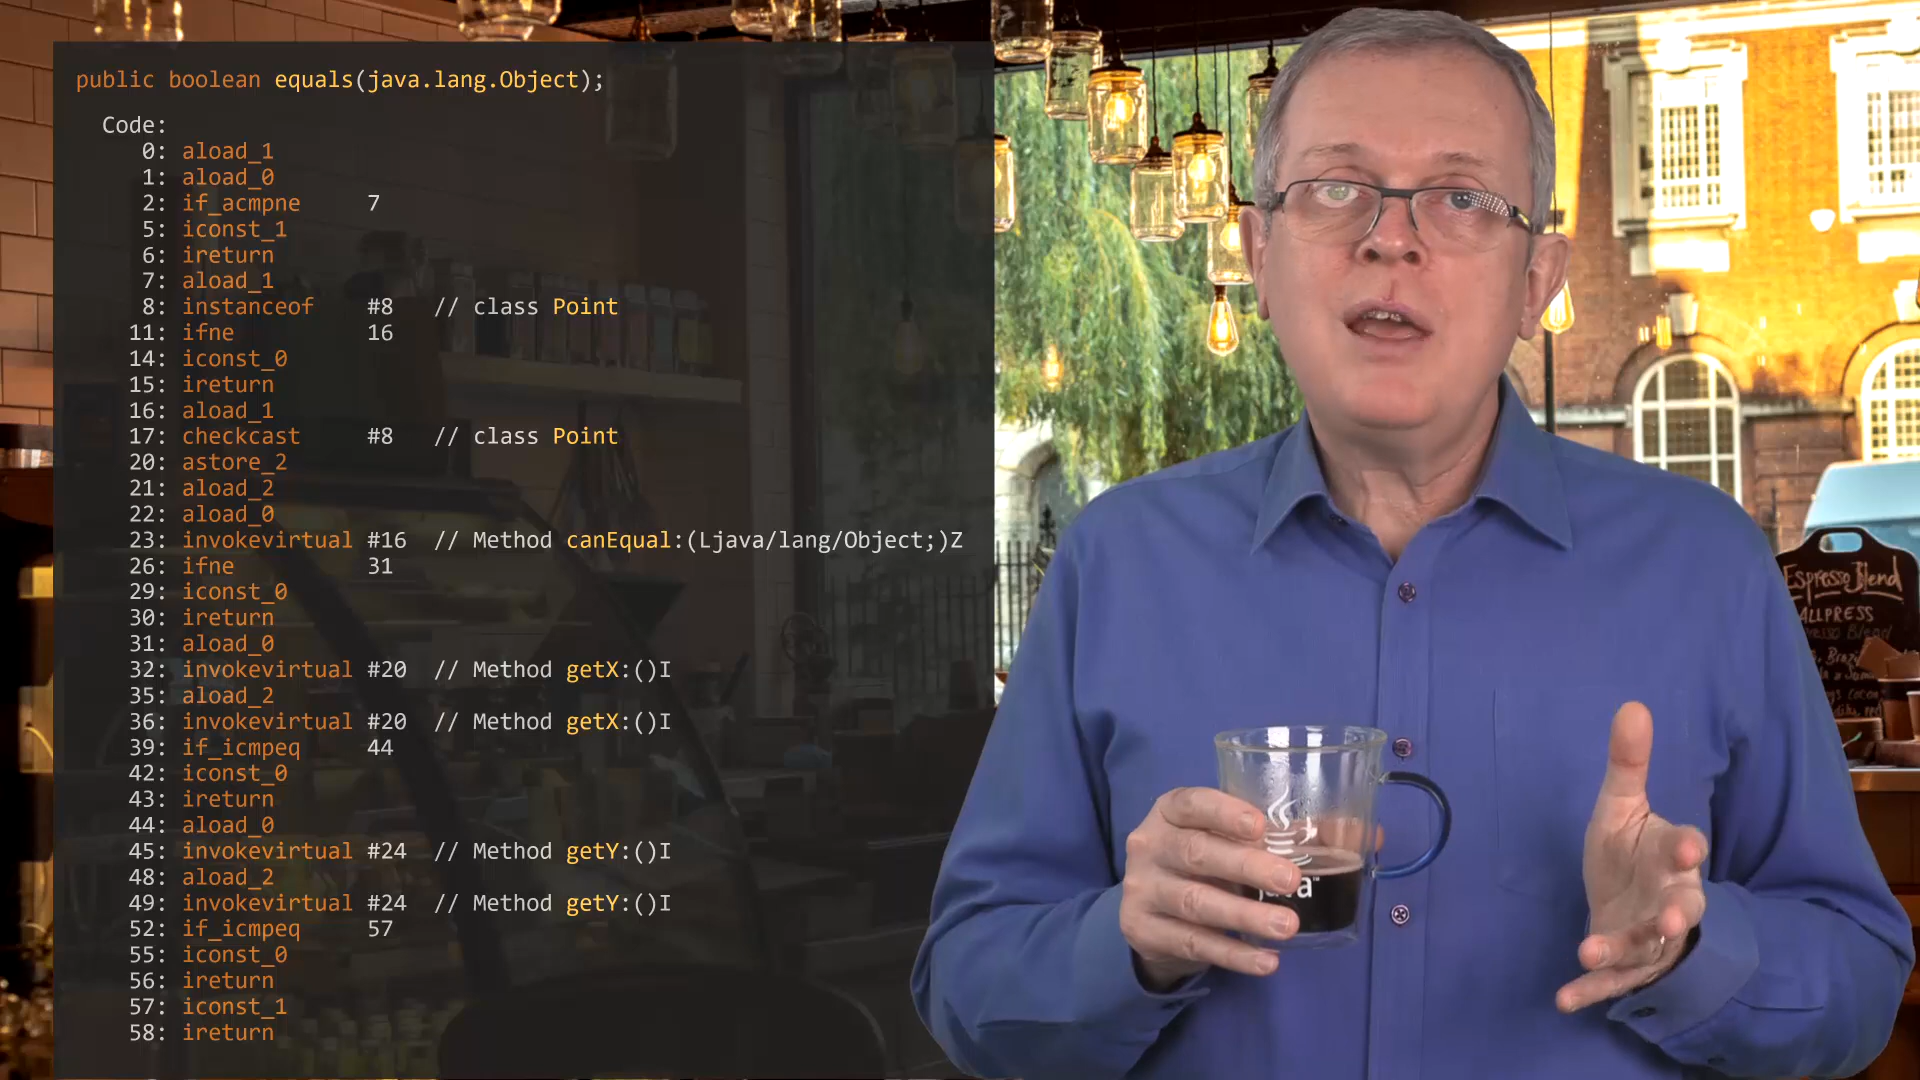 public boolean equals(java.lang.Object);
Code:
0: aload_1
1: aload_0
2: if_acmpne 7
5: iconst_1
6: ireturn
7: aload_1
8: instanceof #8 // class Point
11: ifne 16
14: iconst_0
15: ireturn
16: aload_1
17: checkcast #8 // class Point
20: astore_2
21: aload_2
22: aload_0
23: invokevirtual #16 // Method canEqual:(Ljava/lang/Object;)Z
26: ifne 31
29: iconst_0
30: ireturn
31: aload_0
32: invokevirtual #20 // Method getX:()I
35: aload_2
36: invokevirtual #20 // Method getX:()I
39: if_icmpeq 44
42: iconst_0
43: ireturn
44: aload_0
45: invokevirtual #24 // Method getY:()I
48: aload_2
49: invokevirtual #24 // Method getY:()I
52: if_icmpeq 57
55: iconst_0
56: ireturn
57: iconst_1
58: ireturn
Espresso Blend
ALLPRESS
Blend